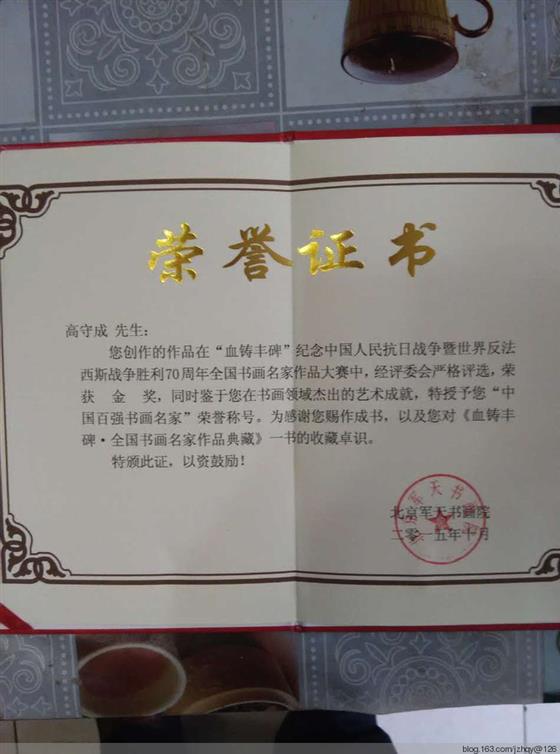 荣誉证书
高守成 先生：
您创作的作品在“血铸丰碑”纪念中国人民抗日战争暨世界反法
西斯战争胜利70周年全国书画名家作品大赛中，经评委会严格评选，荣
获 金 奖，同时鉴于您在书画领域杰出的艺术成就，特授予您“中
国百强书画名家”荣誉称号。为感谢您赐作成书，以及您对《血铸丰
碑·全国书画名家作品典藏》一书的收藏卓识。
特颁此证，以资鼓励！
北京军天书画院
二零一五年十月
blog.163.com/jzhqy@126